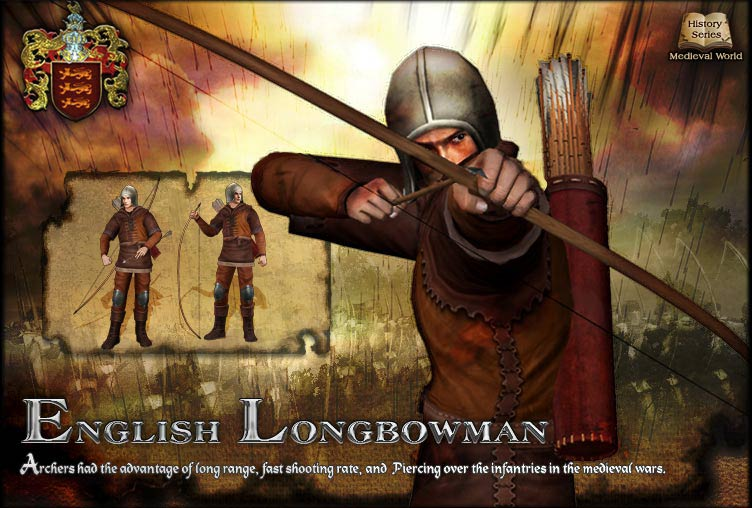 History
Series
Medieval World
English Longbowman
Archers had the advantage of long range, fast shooting rate, and Piercing over the infantries in the medieval wars.